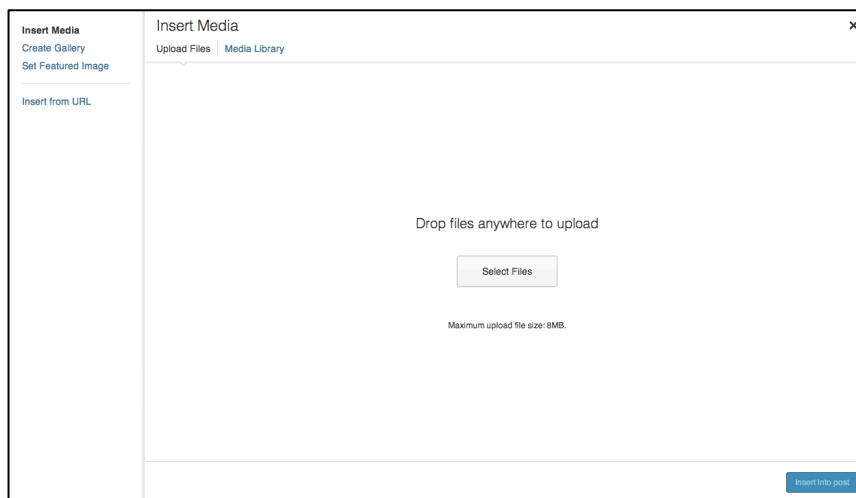 Insert Media
Create Gallery
Set Featured Image
Insert from URL
Insert Media
Upload Files
Media Library
Drop files anywhere to upload
Select Files
Maximum upload file size: 8MB.
Insert into post